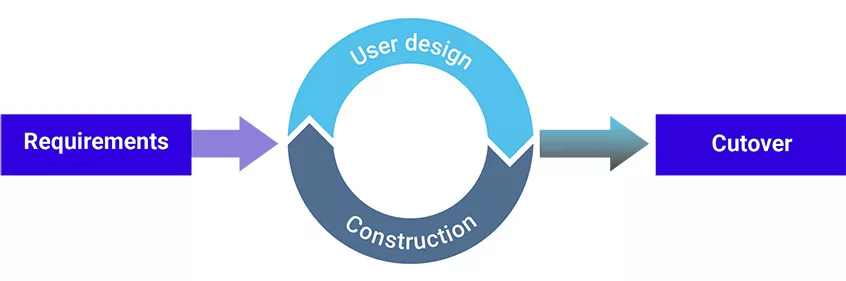 Requirements
User design
Construction
Cutover